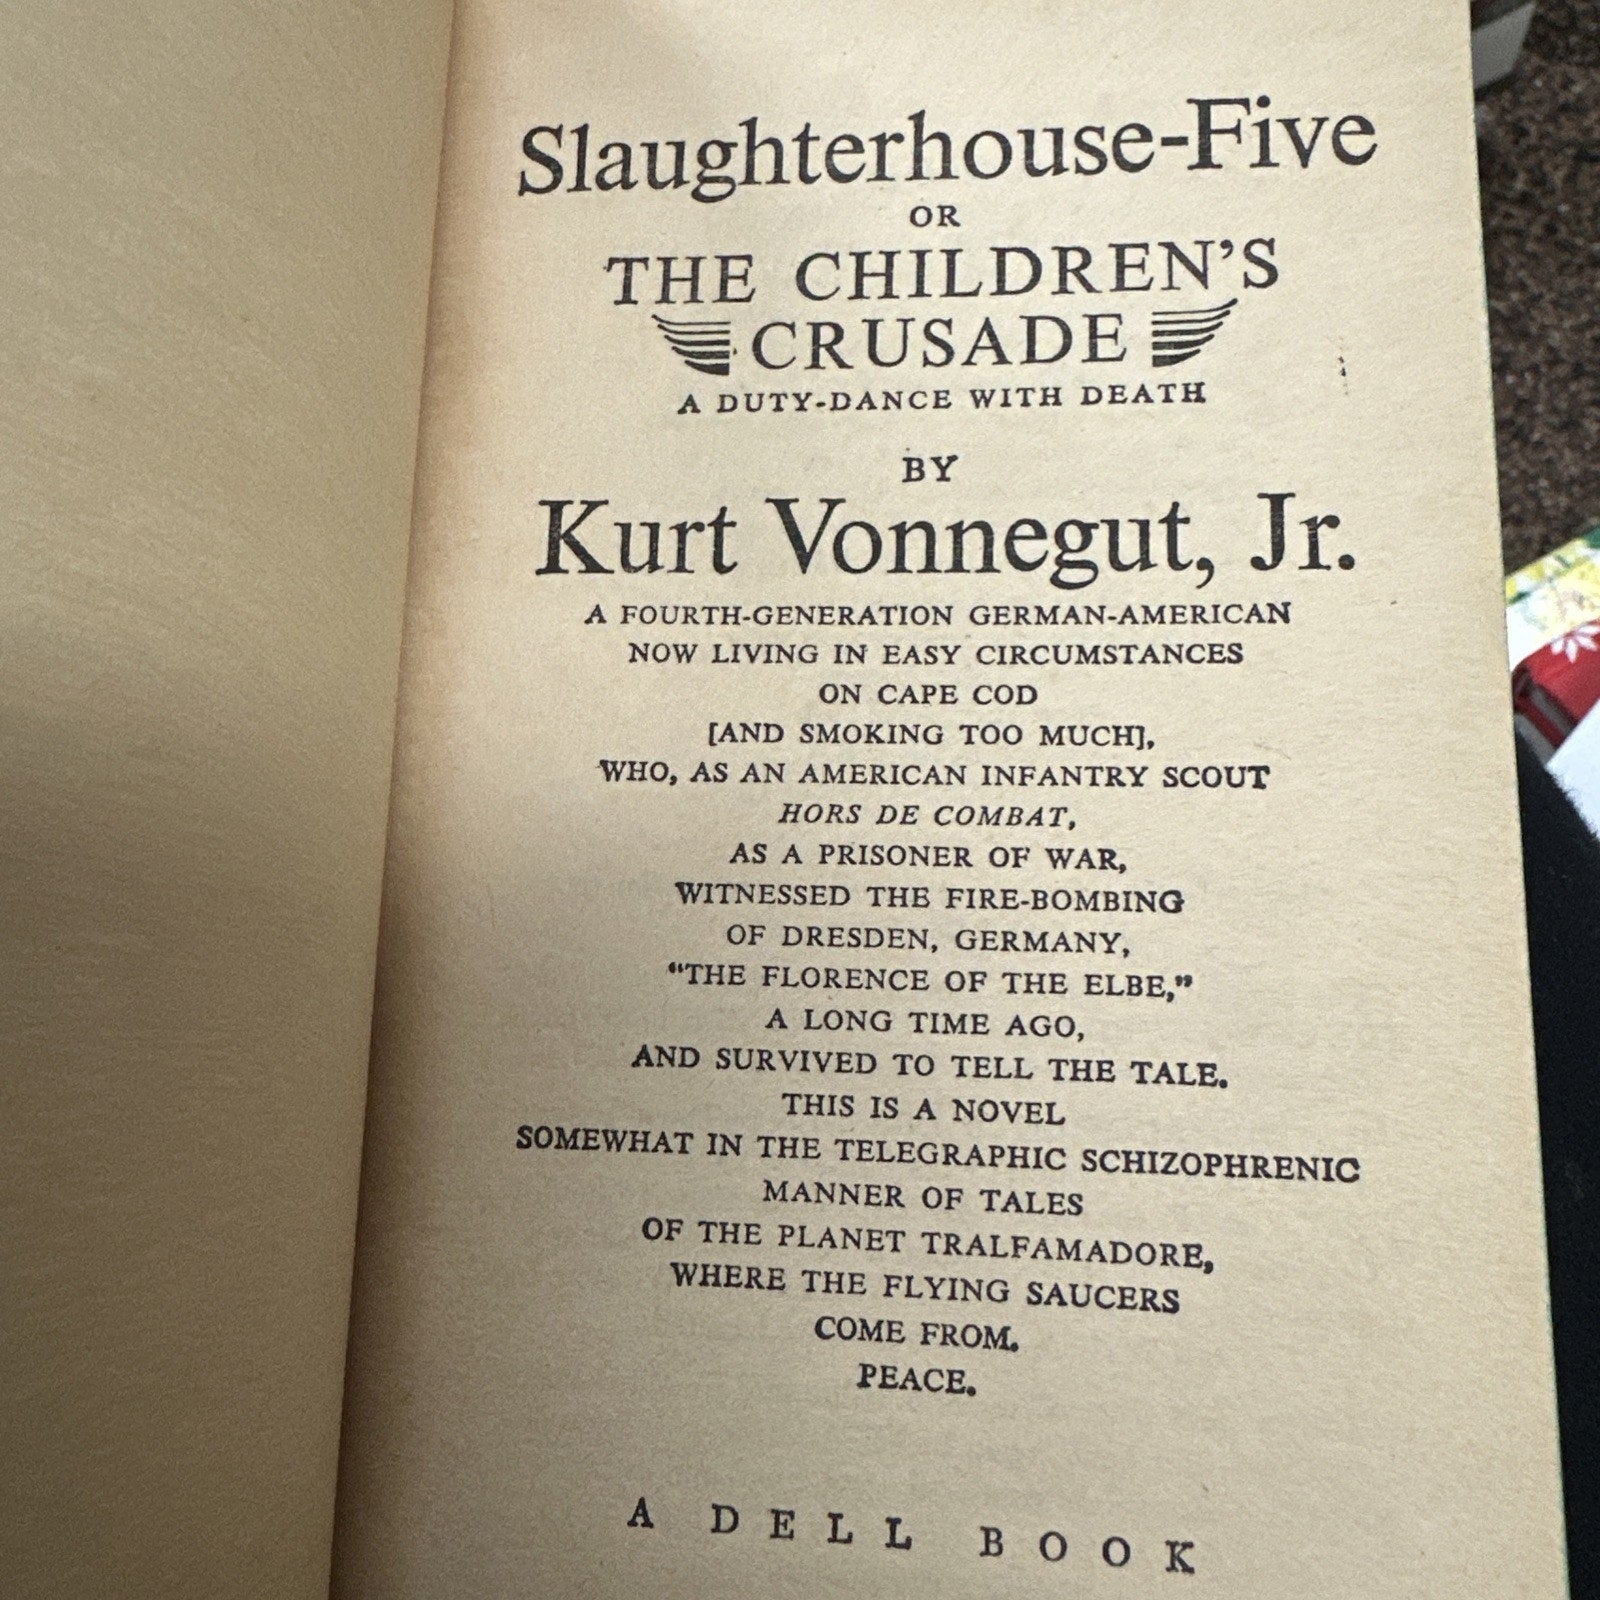 Slaughterhouse-Five
OR
THE CHILDREN'S
CRUSADE
A DUTY-DANCE WITH DEATH
BY
Kurt Vonnegut, Jr.
A FOURTH-GENERATION GERMAN-AMERICAN
NOW LIVING IN EASY CIRCUMSTANCES
ON CAPE COD
[AND SMOKING TOO MUCH],
WHO, AS AN AMERICAN INFANTRY SCOUT
HORS DE COMBAT,
AS A PRISONER OF WAR,
WITNESSED THE FIRE-BOMBING
OF DRESDEN, GERMANY,
“THE FLORENCE OF THE ELBE,”
A LONG TIME AGO,
AND SURVIVED TO TELL THE TALE.
THIS IS A NOVEL
SOMEWHAT IN THE TELEGRAPHIC SCHIZOPHRENIC
MANNER OF TALES
OF THE PLANET TRALFAMADORE,
WHERE THE FLYING SAUCERS
COME FROM.
PEACE.
A DELL BOOK